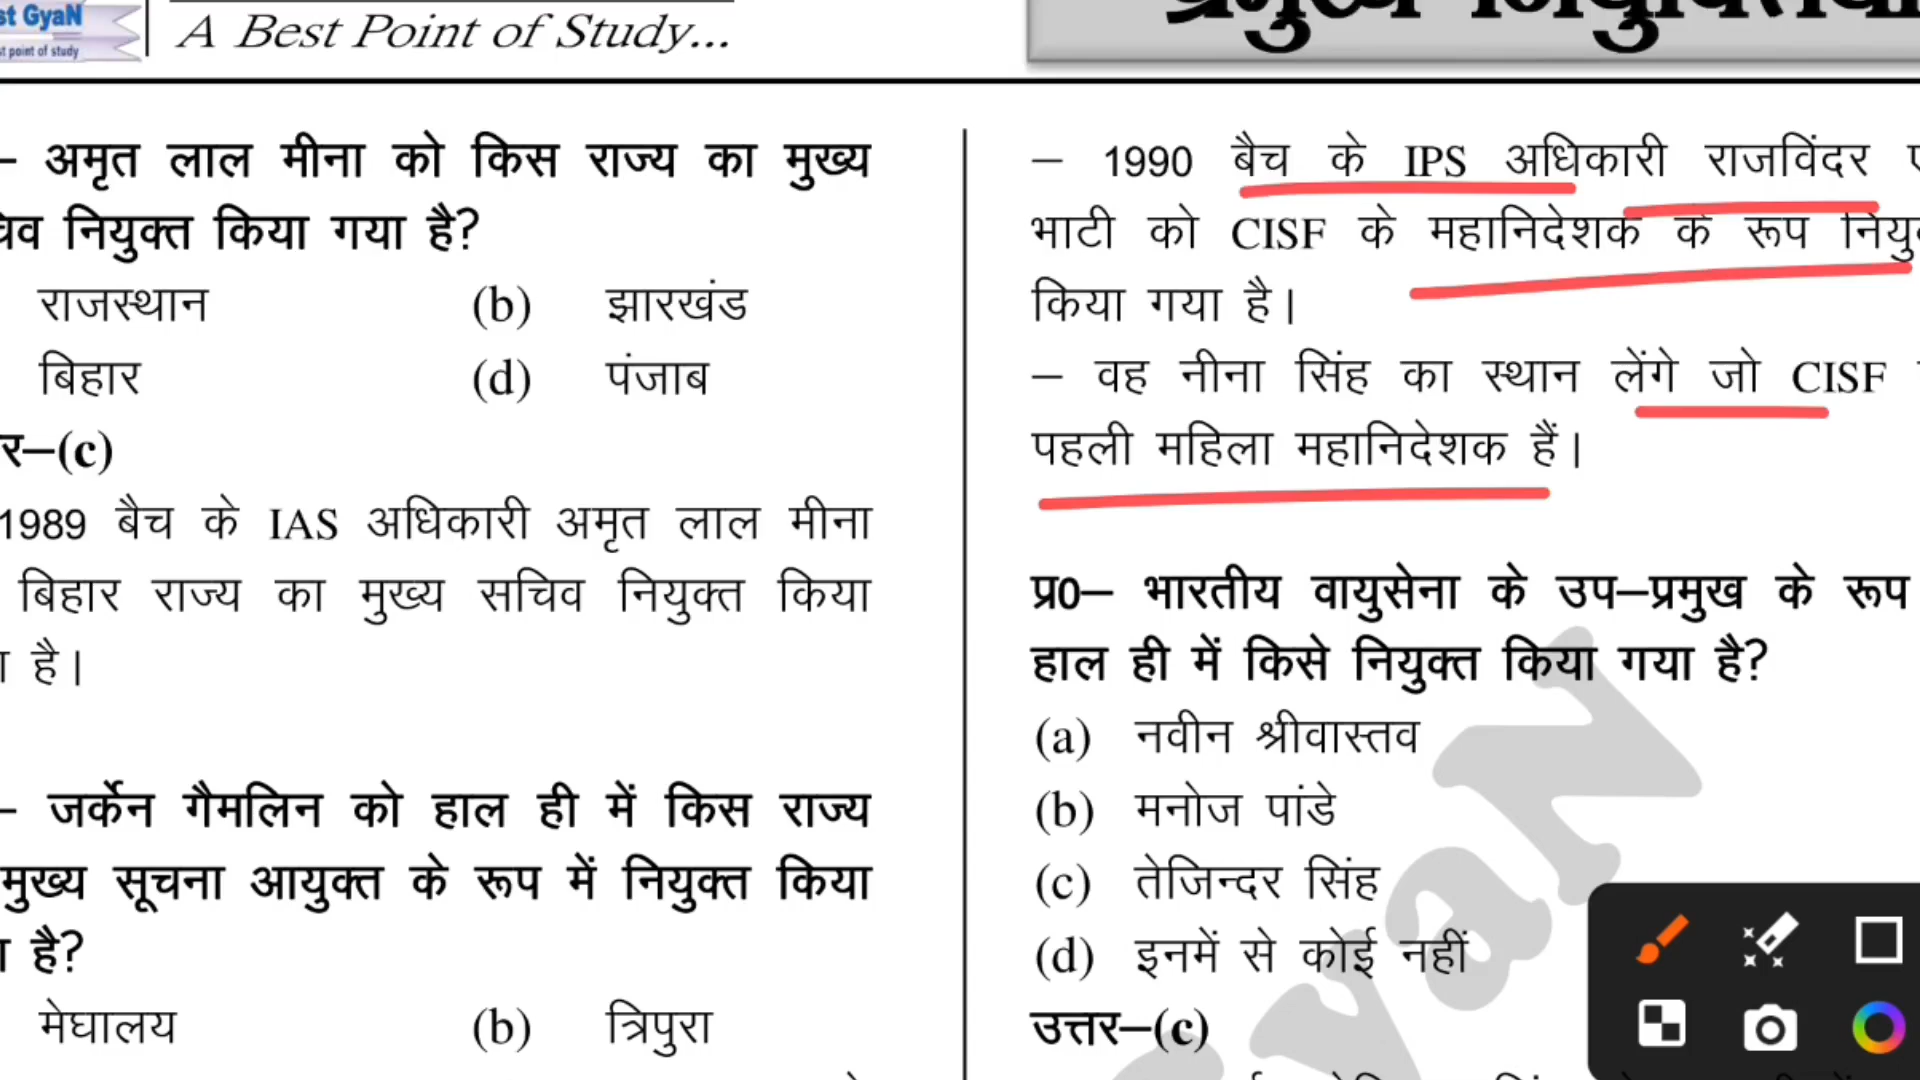 st GyaN
t point of study
A Best Point of Study...
प्रमुख नियुक्तियाँ
– अमृत लाल मीना को किस राज्य का मुख्य
नियुक्त किया गया है?
राजस्थान (b) झारखंड
बिहार (d) पंजाब
र–(c)
1989 बैच के IAS अधिकारी अमृत लाल मीना
बिहार राज्य का मुख्य सचिव नियुक्त किया
है।
– जर्केन गैमलिन को हाल ही में किस राज्य
मुख्य सूचना आयुक्त के रूप में नियुक्त किया
है?
मेघालय (b) त्रिपुरा
– 1990 बैच के IPS अधिकारी राजविंदर
भाटी को CISF के महानिदेशक के रूप
किया गया है।
– वह नीना सिंह का स्थान लेंगे जो CISF
पहली महिला महानिदेशक हैं।
प्र0– भारतीय वायुसेना के उप–प्रमुख के रूप
हाल ही में किसे नियुक्त किया गया है?
(a) नवीन श्रीवास्तव
(b) मनोज पांडे
(c) तेजिन्दर सिंह
(d) इनमें से कोई नहीं
उत्तर–(c)
GyaN